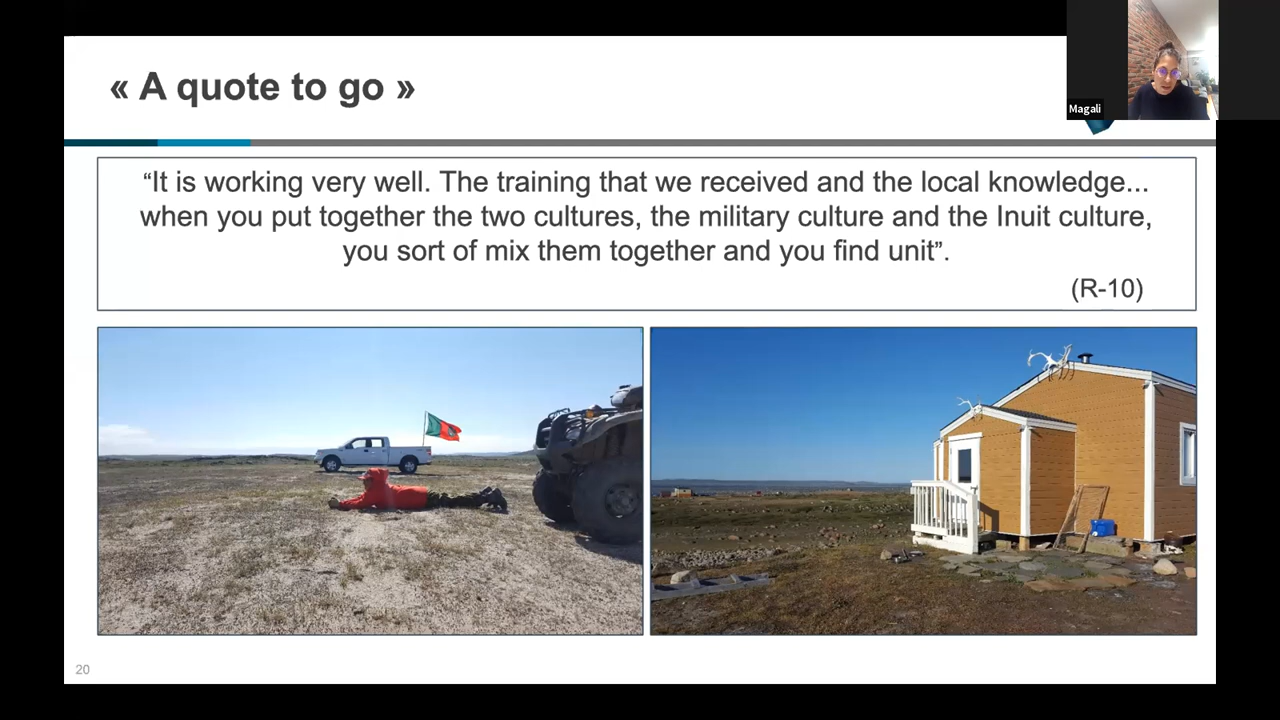 « A quote to go »
Magali
“It is working very well. The training that we received and the local knowledge...
when you put together the two cultures, the military culture and the Inuit culture,
you sort of mix them together and you find unit”.
(R-10)
20